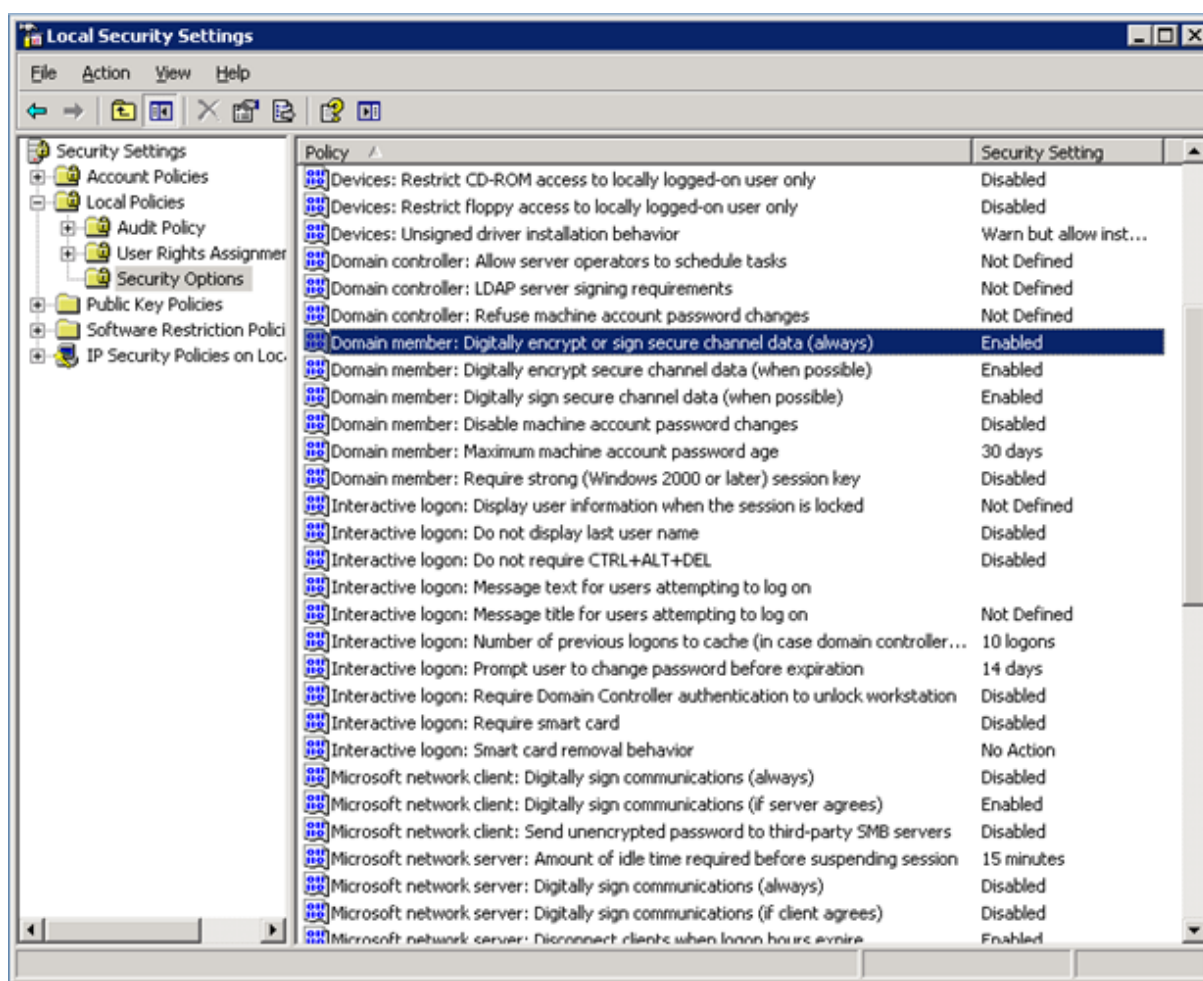 Local Security Settings
File Action View Help
Security Settings
Account Policies
Local Policies
Audit Policy
User Rights Assignmer
Security Options
Public Key Policies
Software Restriction Polici
IP Security Policies on Loc
Policy Security Setting
Devices: Restrict CD-ROM access to locally logged-on user only Disabled
Devices: Restrict floppy access to locally logged-on user only Disabled
Devices: Unsigned driver installation behavior Warn but allow inst...
Domain controller: Allow server operators to schedule tasks Not Defined
Domain controller: LDAP server signing requirements Not Defined
Domain controller: Refuse machine account password changes Not Defined
Domain member: Digitally encrypt or sign secure channel data (always) Enabled
Domain member: Digitally encrypt secure channel data (when possible) Enabled
Domain member: Digitally sign secure channel data (when possible) Enabled
Domain member: Disable machine account password changes Disabled
Domain member: Maximum machine account password age 30 days
Domain member: Require strong (Windows 2000 or later) session key Disabled
Interactive logon: Display user information when the session is locked Not Defined
Interactive logon: Do not display last user name Disabled
Interactive logon: Do not require CTRL+ALT+DEL Disabled
Interactive logon: Message text for users attempting to log on
Interactive logon: Message title for users attempting to log on Not Defined
Interactive logon: Number of previous logons to cache (in case domain controller... 10 logons
Interactive logon: Prompt user to change password before expiration 14 days
Interactive logon: Require Domain Controller authentication to unlock workstation Disabled
Interactive logon: Require smart card Disabled
Interactive logon: Smart card removal behavior No Action
Microsoft network client: Digitally sign communications (always) Disabled
Microsoft network client: Digitally sign communications (if server agrees) Enabled
Microsoft network client: Send unencrypted password to third-party SMB servers Disabled
Microsoft network server: Amount of idle time required before suspending session 15 minutes
Microsoft network server: Digitally sign communications (always) Disabled
Microsoft network server: Digitally sign communications (if client agrees) Disabled
Microsoft network server: Disconnect clients when logon hours expire Enabled